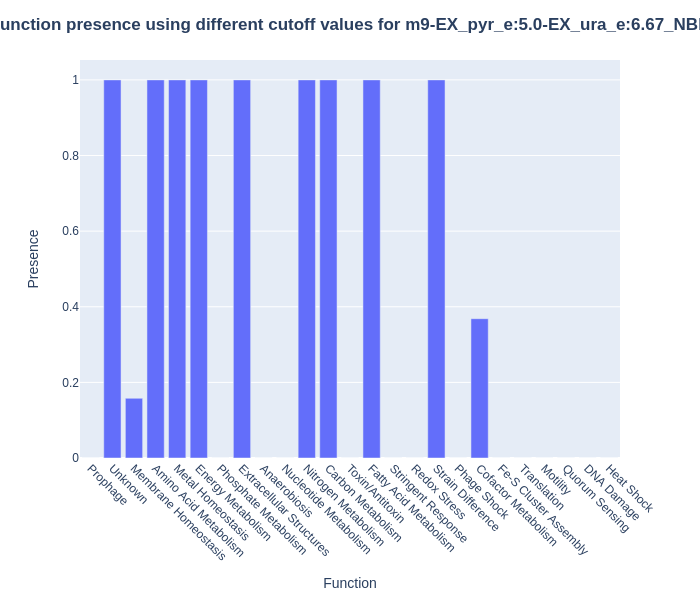 unction presence using different cutoff values for m9-EX_pyr_e:5.0-EX_ura_e:6.67_NB
1
0.8
0.6
0.4
0.2
0
Presence
Prophage
Unknown
Membrane Homeostasis
Amino Acid Metabolism
Metal Homeostasis
Energy Metabolism
Phosphate Metabolism
Extracellular Structures
Anaerobiosis
Nucleotide Metabolism
Nitrogen Metabolism
Carbon Metabolism
Toxin/Antitoxin
Fatty Acid Metabolism
Stringent Response
Redox Stress
Strain Difference
Phage Shock
Cofactor Metabolism
Fe-S Cluster Assembly
Translation
Motility
Quorum Sensing
DNA Damage
Heat Shock
Function